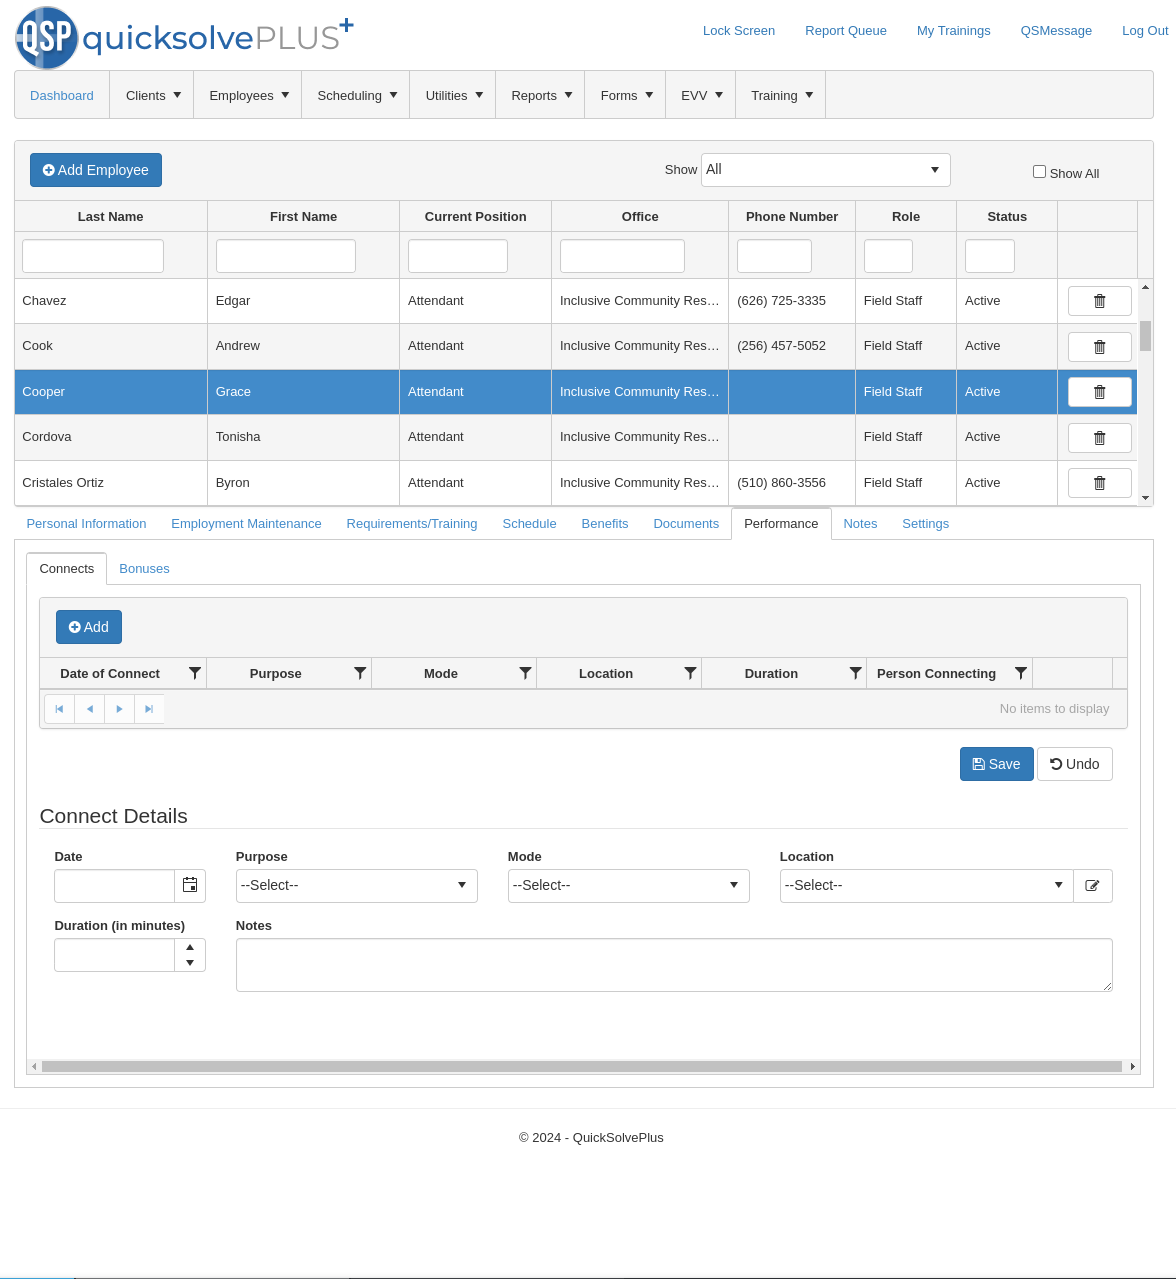 QSP quicksolvePLUS+
Lock Screen Report Queue My Trainings QSMessage Log Out
Dashboard Clients Employees Scheduling Utilities Reports Forms EVV Training
Add Employee Show All Show All
Last Name First Name Current Position Office Phone Number Role Status
Chavez Edgar Attendant Inclusive Community Res… (626) 725-3335 Field Staff Active
Cook Andrew Attendant Inclusive Community Res… (256) 457-5052 Field Staff Active
Cooper Grace Attendant Inclusive Community Res… Field Staff Active
Cordova Tonisha Attendant Inclusive Community Res… Field Staff Active
Cristales Ortiz Byron Attendant Inclusive Community Res… (510) 860-3556 Field Staff Active
Personal Information Employment Maintenance Requirements/Training Schedule Benefits Documents Performance Notes Settings
Connects Bonuses
Add
Date of Connect Purpose Mode Location Duration Person Connecting
No items to display
Save Undo
Connect Details
Date Purpose Mode Location
--Select-- --Select-- --Select--
Duration (in minutes) Notes
© 2024 - QuickSolvePlus